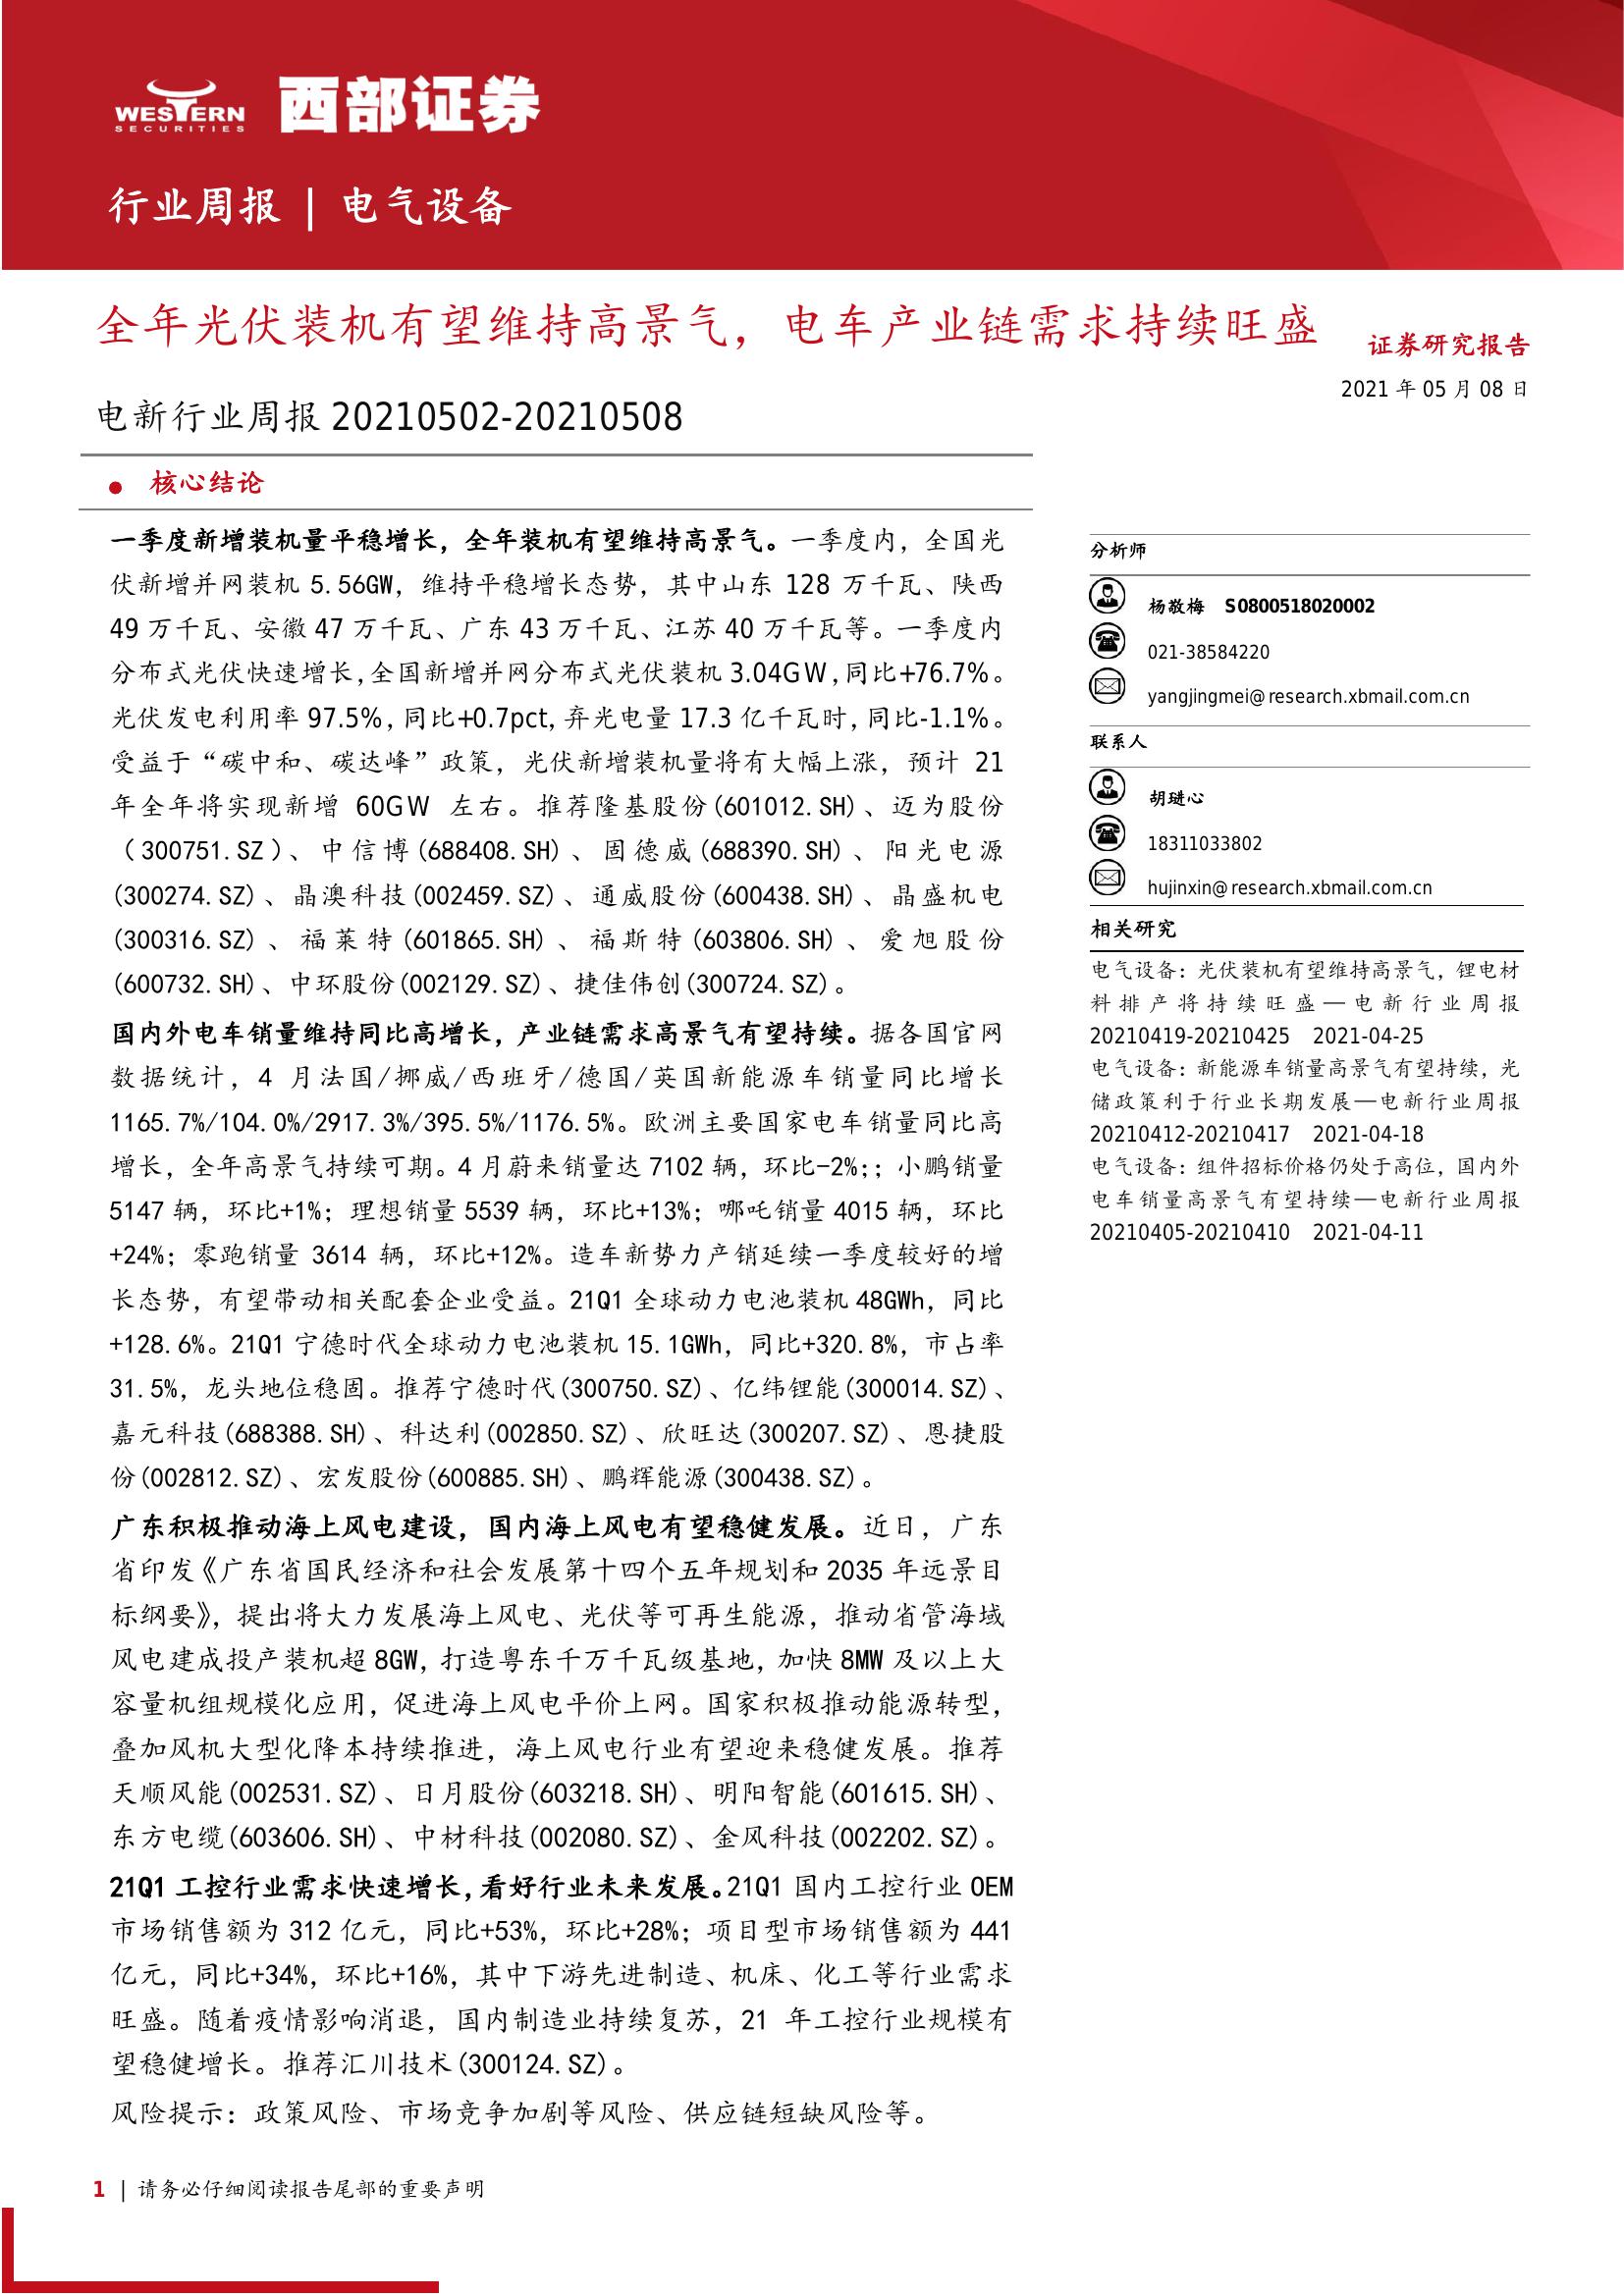 WESTERN
SECURITIES
西部证券
行业周报 | 电气设备
全年光伏装机有望维持高景气，电车产业链需求持续旺盛
证券研究报告
2021 年 05 月 08 日
电新行业周报 20210502-20210508
● 核心结论
一季度新增装机量平稳增长，全年装机有望维持高景气。一季度内，全国光
伏新增并网装机 5.56GW，维持平稳增长态势，其中山东 128 万千瓦、陕西
49 万千瓦、安徽 47 万千瓦、广东 43 万千瓦、江苏 40 万千瓦等。一季度内
分布式光伏快速增长，全国新增并网分布式光伏装机 3.04GW，同比+76.7%。
光伏发电利用率 97.5%，同比+0.7pct，弃光电量 17.3 亿千瓦时，同比-1.1%。
受益于“碳中和、碳达峰”政策，光伏新增装机量将有大幅上涨，预计 21
年全年将实现新增 60GW 左右。推荐隆基股份(601012.SH)、迈为股份
（300751.SZ）、中信博(688408.SH)、固德威(688390.SH)、阳光电源
(300274.SZ)、晶澳科技(002459.SZ)、通威股份(600438.SH)、晶盛机电
(300316.SZ)、福莱特(601865.SH)、福斯特(603806.SH)、爱旭股份
(600732.SH)、中环股份(002129.SZ)、捷佳伟创(300724.SZ)。
国内外电车销量维持同比高增长，产业链需求高景气有望持续。据各国官网
数据统计，4 月法国/挪威/西班牙/德国/英国新能源车销量同比增长
1165.7%/104.0%/2917.3%/395.5%/1176.5%。欧洲主要国家电车销量同比高
增长，全年高景气持续可期。4 月蔚来销量达 7102 辆，环比-2%；；小鹏销量
5147 辆，环比+1%；理想销量 5539 辆，环比+13%；哪吒销量 4015 辆，环比
+24%；零跑销量 3614 辆，环比+12%。造车新势力产销延续一季度较好的增
长态势，有望带动相关配套企业受益。21Q1 全球动力电池装机 48GWh，同比
+128.6%。21Q1 宁德时代全球动力电池装机 15.1GWh，同比+320.8%，市占率
31.5%，龙头地位稳固。推荐宁德时代(300750.SZ)、亿纬锂能(300014.SZ)、
嘉元科技(688388.SH)、科达利(002850.SZ)、欣旺达(300207.SZ)、恩捷股
份(002812.SZ)、宏发股份(600885.SH)、鹏辉能源(300438.SZ)。
广东积极推动海上风电建设，国内海上风电有望稳健发展。近日，广东
省印发《广东省国民经济和社会发展第十四个五年规划和 2035 年远景目
标纲要》，提出将大力发展海上风电、光伏等可再生能源，推动省管海域
风电建成投产装机超 8GW，打造粤东千万千瓦级基地，加快 8MW 及以上大
容量机组规模化应用，促进海上风电平价上网。国家积极推动能源转型，
叠加风机大型化降本持续推进，海上风电行业有望迎来稳健发展。推荐
天顺风能(002531.SZ)、日月股份(603218.SH)、明阳智能(601615.SH)、
东方电缆(603606.SH)、中材科技(002080.SZ)、金风科技(002202.SZ)。
21Q1 工控行业需求快速增长，看好行业未来发展。21Q1 国内工控行业 OEM
市场销售额为 312 亿元，同比+53%，环比+28%；项目型市场销售额为 441
亿元，同比+34%，环比+16%，其中下游先进制造、机床、化工等行业需求
旺盛。随着疫情影响消退，国内制造业持续复苏，21 年工控行业规模有
望稳健增长。推荐汇川技术(300124.SZ)。
风险提示：政策风险、市场竞争加剧等风险、供应链短缺风险等。
分析师
杨敬梅 S0800518020002
021-38584220
yangjingmei@research.xbmail.com.cn
联系人
胡琎心
18311033802
hujinxin@research.xbmail.com.cn
相关研究
电气设备：光伏装机有望维持高景气，锂电材
料排产将持续旺盛—电新行业周报
20210419-20210425 2021-04-25
电气设备：新能源车销量高景气有望持续，光
储政策利于行业长期发展—电新行业周报
20210412-20210417 2021-04-18
电气设备：组件招标价格仍处于高位，国内外
电车销量高景气有望持续—电新行业周报
20210405-20210410 2021-04-11
1 | 请务必仔细阅读报告尾部的重要声明